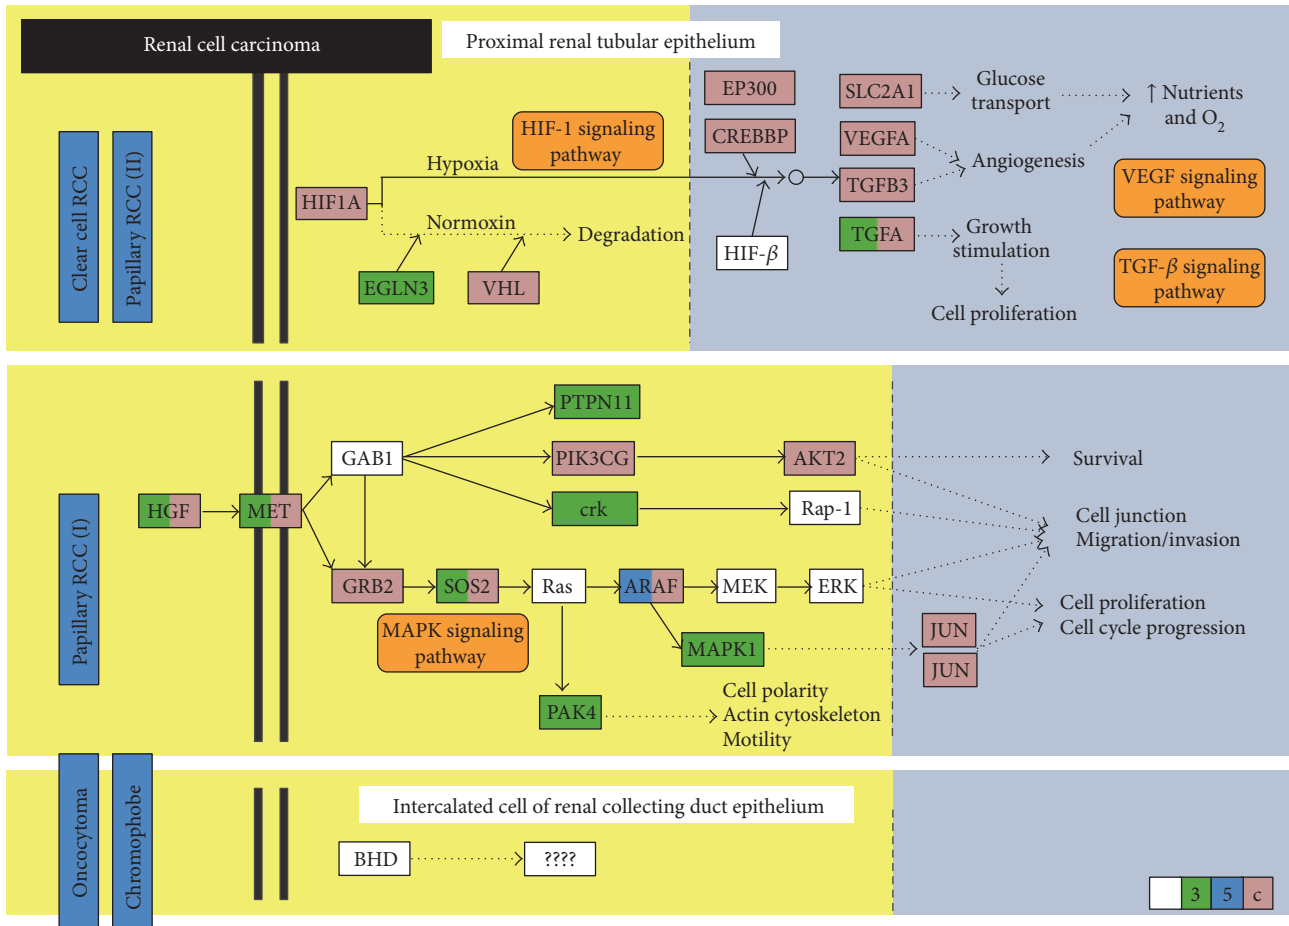 Renal cell carcinoma
Proximal renal tubular epithelium
Clear cell RCC
Papillary RCC (II)
HIF-1 signaling
pathway
Hypoxia
HIF1A
Normoxin
Degradation
EGLN3
VHL
EP300
CREBBP
HIF-β
SLC2A1
VEGFA
TGFB3
TGFA
Glucose
transport
Angiogenesis
Growth
stimulation
Cell proliferation
↑ Nutrients
and O₂
VEGF signaling
pathway
TGF-β signaling
pathway
Papillary RCC (I)
HGF
MET
GAB1
GRB2
SOS2
MAPK signaling
pathway
PTPN11
PIK3CG
crk
Ras
ARAF
MEK
ERK
AKT2
Rap-1
MAPK1
PAK4
Cell polarity
Actin cytoskeleton
Motility
JUN
JUN
Survival
Cell junction
Migration/invasion
Cell proliferation
Cell cycle progression
Oncocytoma
Chromophobe
Intercalated cell of renal collecting duct epithelium
BHD
????
3 5 c